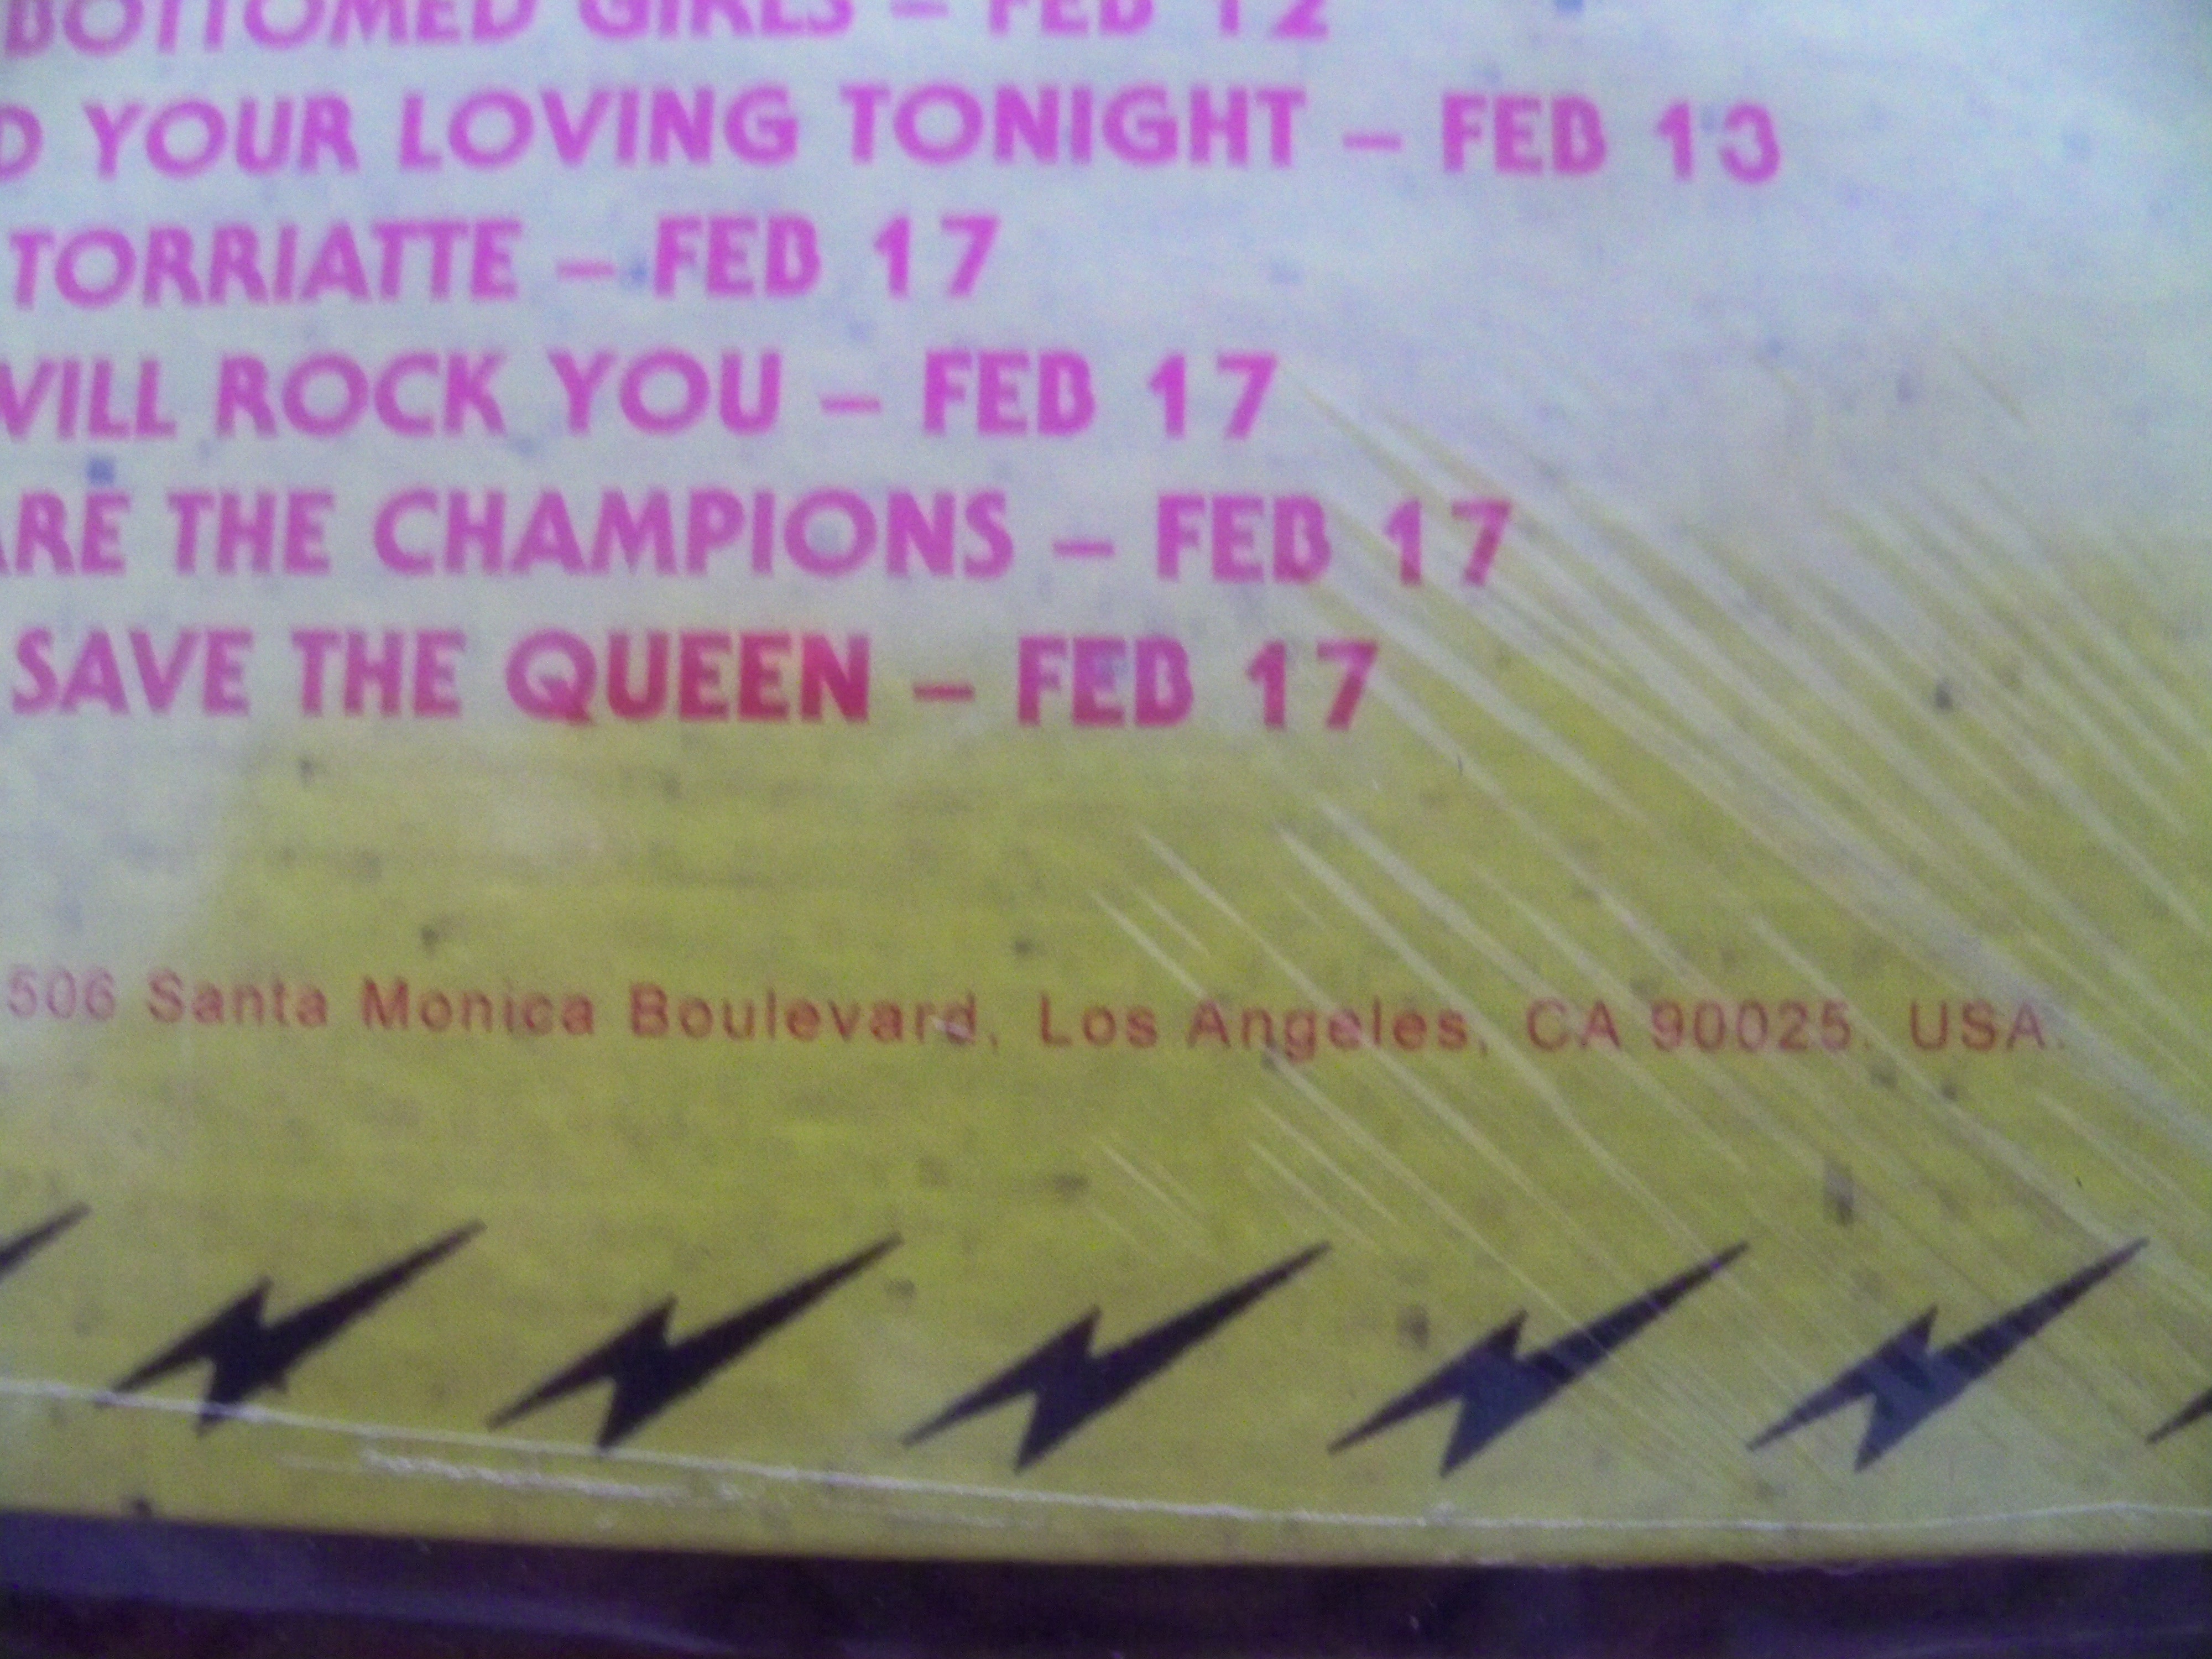 BOTTOMED GIRLS – FEB 12
D YOUR LOVING TONIGHT – FEB 13
TORRIATTE – FEB 17
WILL ROCK YOU – FEB 17
ARE THE CHAMPIONS – FEB 17
SAVE THE QUEEN – FEB 17
506 Santa Monica Boulevard, Los Angeles, CA 90025. USA.